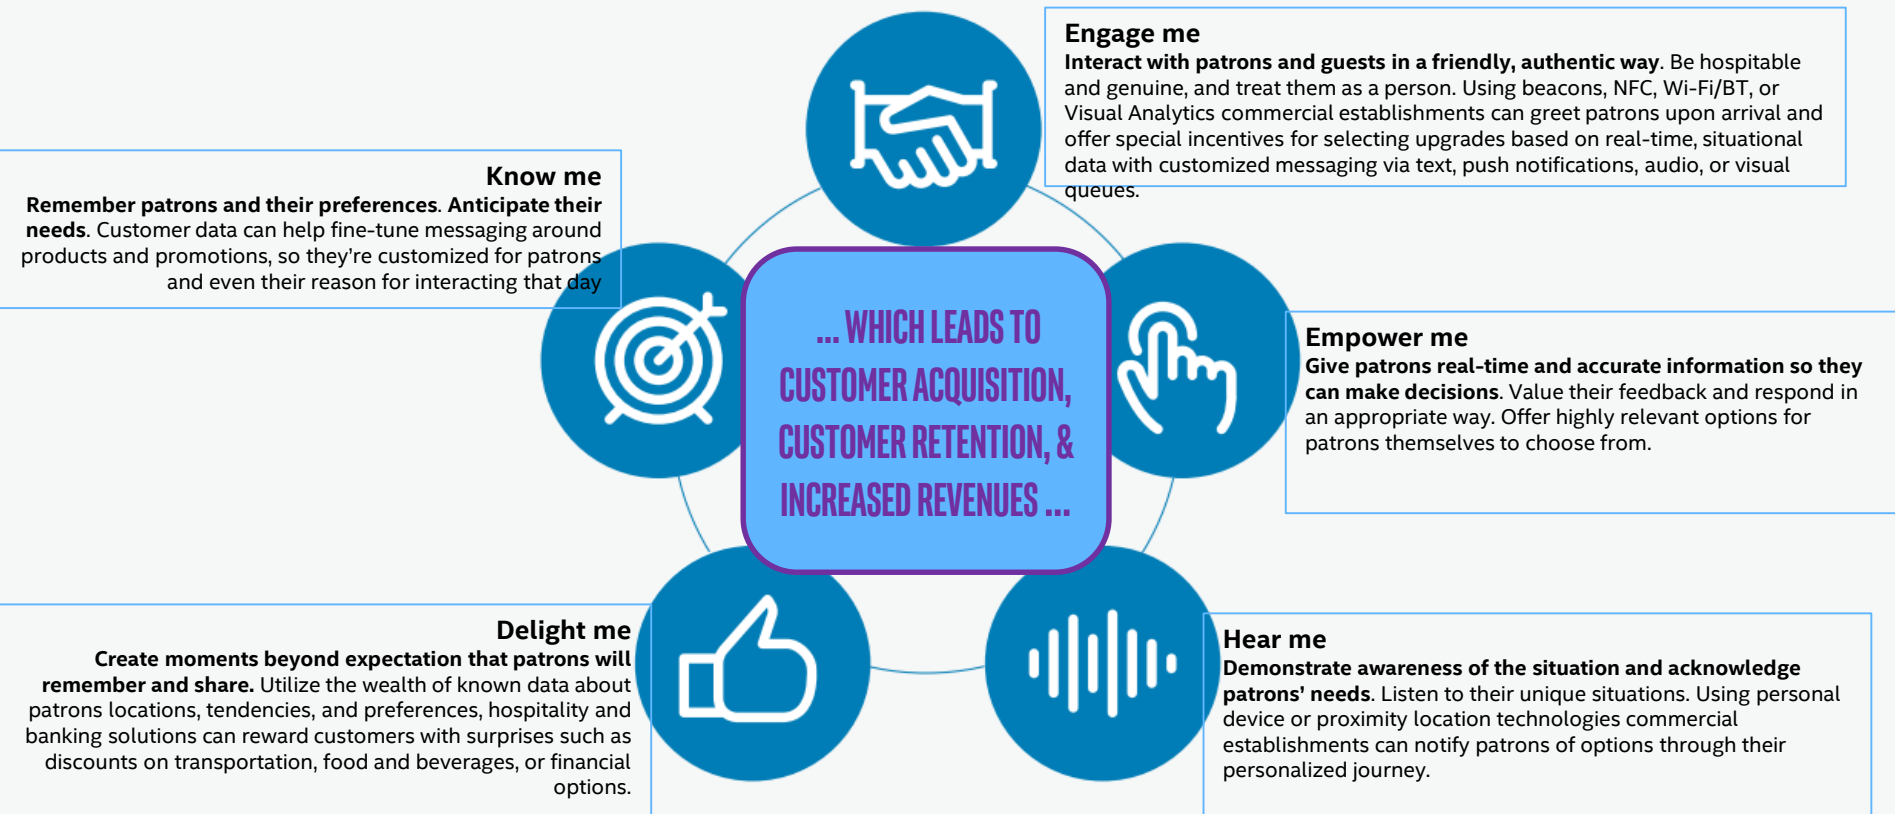 Engage me
Interact with patrons and guests in a friendly, authentic way. Be hospitable
and genuine, and treat them as a person. Using beacons, NFC, Wi-Fi/BT, or
Visual Analytics commercial establishments can greet patrons upon arrival and
offer special incentives for selecting upgrades based on real-time, situational
data with customized messaging via text, push notifications, audio, or visual
queues.
Know me
Remember patrons and their preferences. Anticipate their
needs. Customer data can help fine-tune messaging around
products and promotions, so they're customized for patrons
and even their reason for interacting that day
... WHICH LEADS TO
CUSTOMER ACQUISITION,
CUSTOMER RETENTION, &
INCREASED REVENUES ...
Empower me
Give patrons real-time and accurate information so they
can make decisions. Value their feedback and respond in
an appropriate way. Offer highly relevant options for
patrons themselves to choose from.
Delight me
Create moments beyond expectation that patrons will
remember and share. Utilize the wealth of known data about
patrons locations, tendencies, and preferences, hospitality and
banking solutions can reward customers with surprises such as
discounts on transportation, food and beverages, or financial
options.
Hear me
Demonstrate awareness of the situation and acknowledge
patrons' needs. Listen to their unique situations. Using personal
device or proximity location technologies commercial
establishments can notify patrons of options through their
personalized journey.